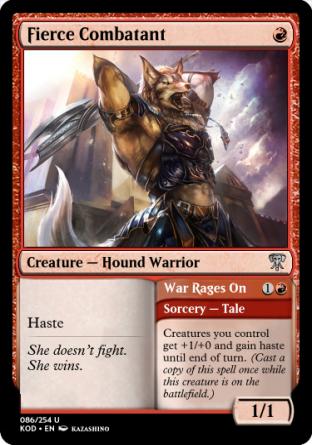 Fierce Combatant
Creature — Hound Warrior
War Rages On 1
Sorcery — Tale
Haste
She doesn't fight.
She wins.
Creatures you control
get +1/+0 and gain haste
until end of turn. (Cast a
copy of this spell once while
this creature is on the
battlefield.)
1/1
086/254 U
KOD • EN KAZASHINO